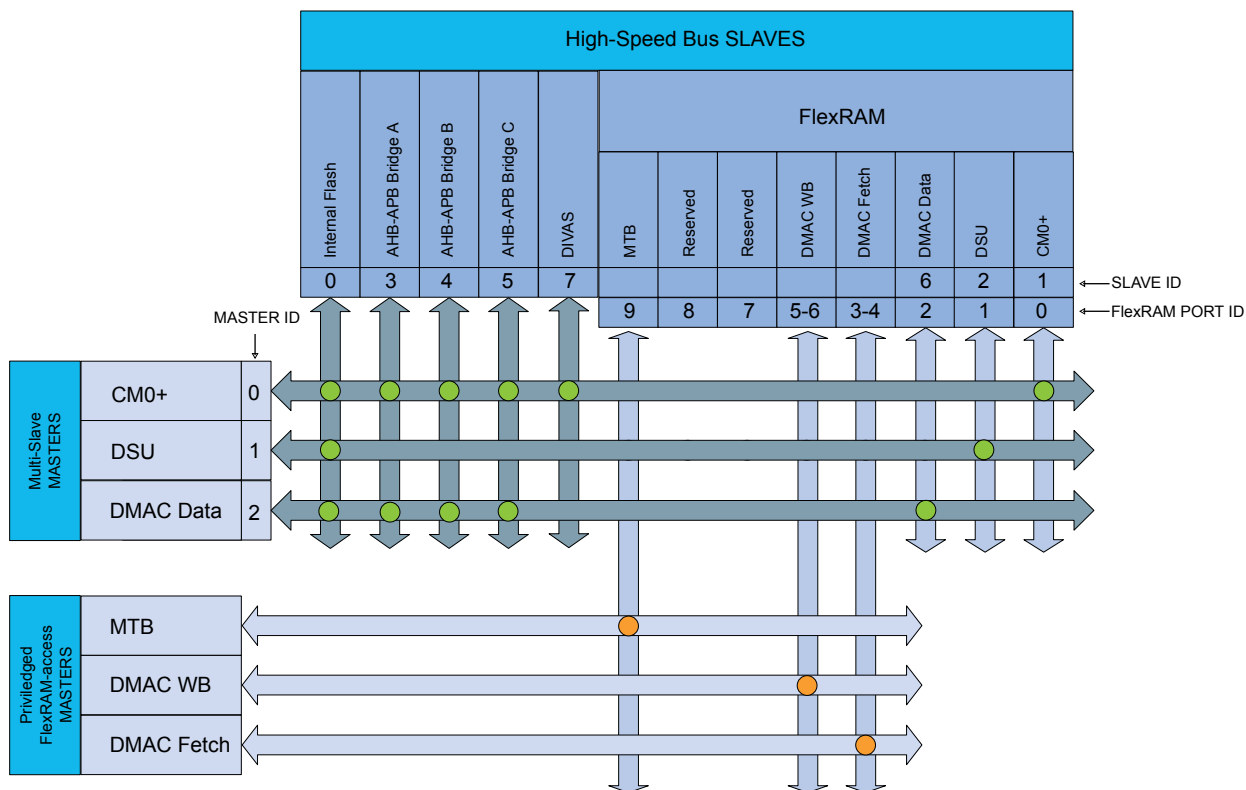 High-Speed Bus SLAVES
FlexRAM
Internal Flash
AHB-APB Bridge A
AHB-APB Bridge B
AHB-APB Bridge C
DIVAS
MTB
Reserved
Reserved
DMAC WB
DMAC Fetch
DMAC Data
DSU
CM0+
0 3 4 5 7 6 2 1 SLAVE ID
9 8 7 5-6 3-4 2 1 0 FlexRAM PORT ID
MASTER ID
Multi-Slave
MASTERS
CM0+ 0
DSU 1
DMAC Data 2
Priviledged
FlexRAM-access
MASTERS
MTB
DMAC WB
DMAC Fetch